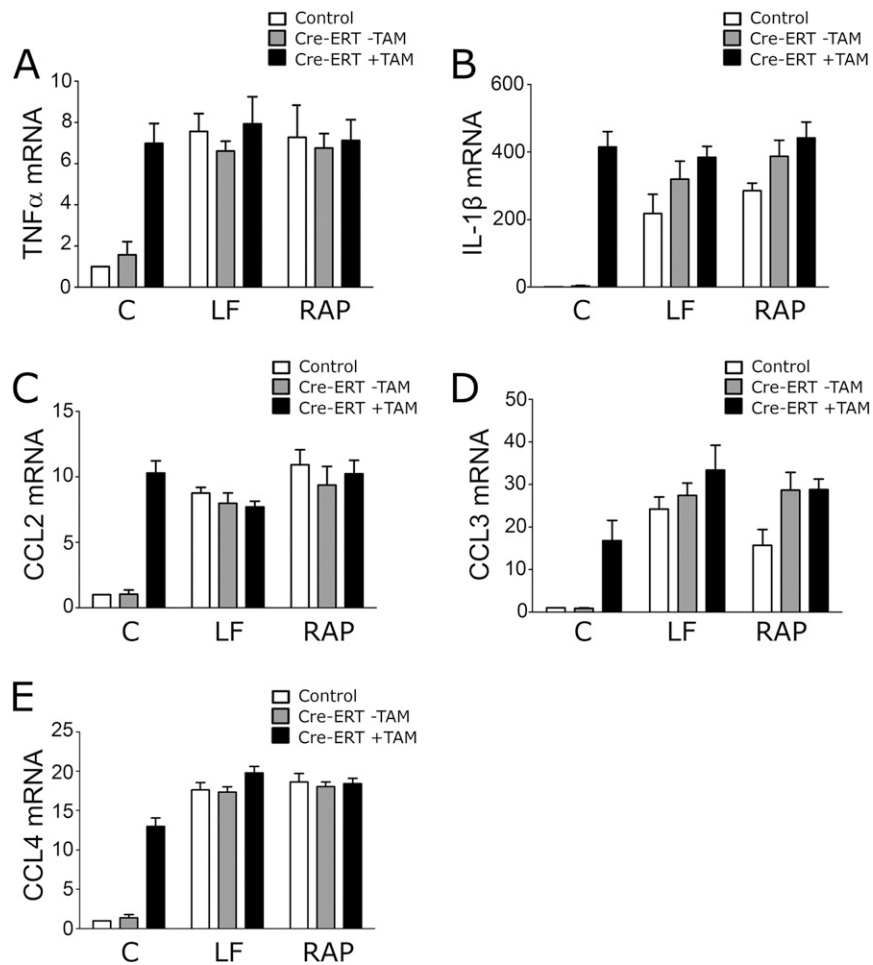 Control
Cre-ERT -TAM
Cre-ERT +TAM
A
10
8
6
4
2
0
TNFα mRNA
C LF RAP
Control
Cre-ERT -TAM
Cre-ERT +TAM
B
600
400
200
0
IL-1β mRNA
C LF RAP
Control
Cre-ERT -TAM
Cre-ERT +TAM
C
15
10
5
0
CCL2 mRNA
C LF RAP
Control
Cre-ERT -TAM
Cre-ERT +TAM
D
50
40
30
20
10
0
CCL3 mRNA
C LF RAP
Control
Cre-ERT -TAM
Cre-ERT +TAM
E
25
20
15
10
5
0
CCL4 mRNA
C LF RAP